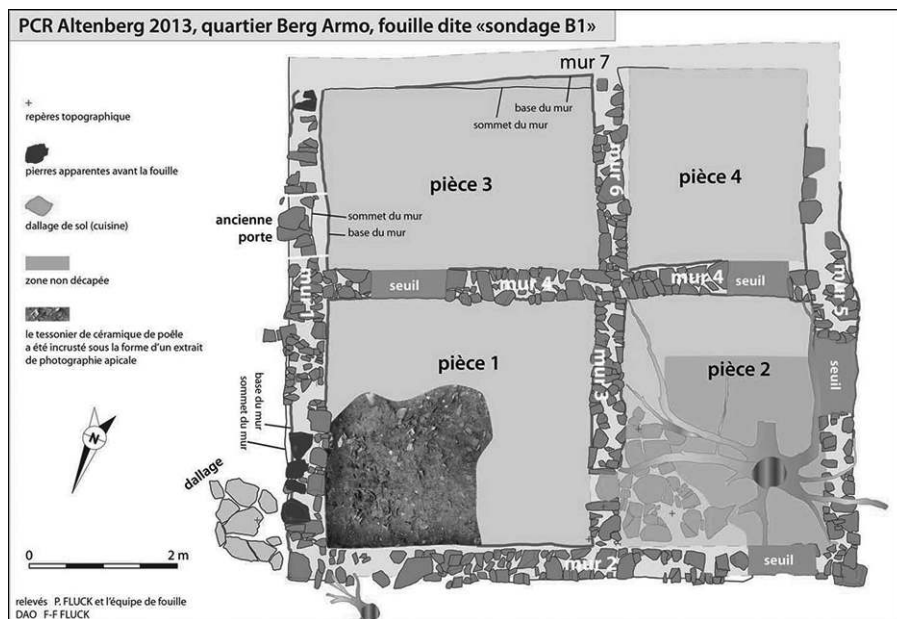 PCR Altenberg 2013, quartier Berg Armo, fouille dite «sondage B1»
repères topographique
pierres apparentes avant la fouille
dallage de sol (cuisine)
zone non décapée
le tessonier de céramique de poêle
a été incrusté sous la forme d'un extrait
de photographie apicale
N
0
2 m
relevés P. FLUCK et l'équipe de fouille
DAO F-F FLUCK
mur 7
base du mur
sommet du mur
pièce 3
mur 6
pièce 4
ancienne
porte
sommet du mur
base du mur
mur 1
seuil
mur 4
mur 4
seuil
mur 5
pièce 1
mur 3
pièce 2
seuil
base du mur
sommet du mur
dallage
mur 2
seuil